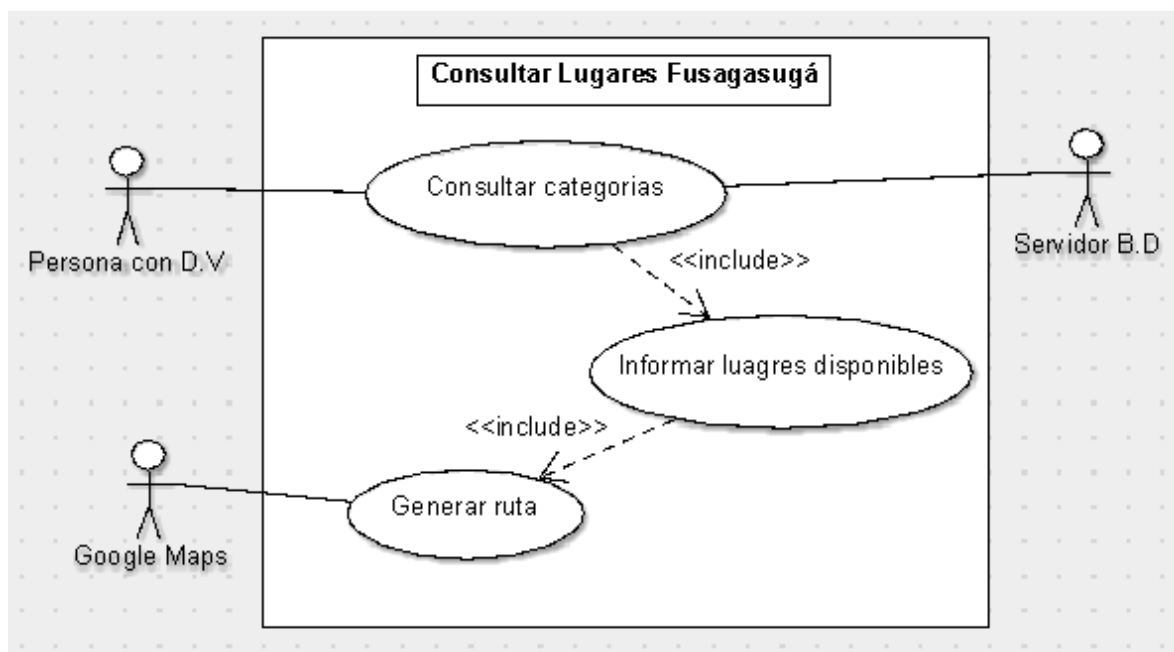 Consultar Lugares Fusagasugá
Consultar categorias
Persona con D.V
Servidor B.D
<<include>>
Informar luagres disponibles
<<include>>
Generar ruta
Google Maps